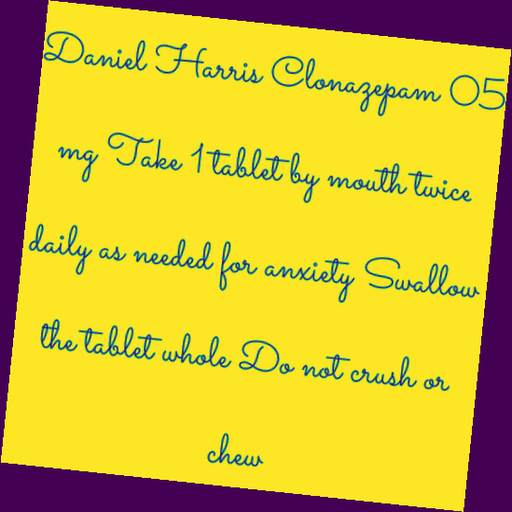 Daniel Harris Clonazepam 05
mg Take 1 tablet by mouth twice
daily as needed for anxiety Swallow
the tablet whole Do not crush or
chew